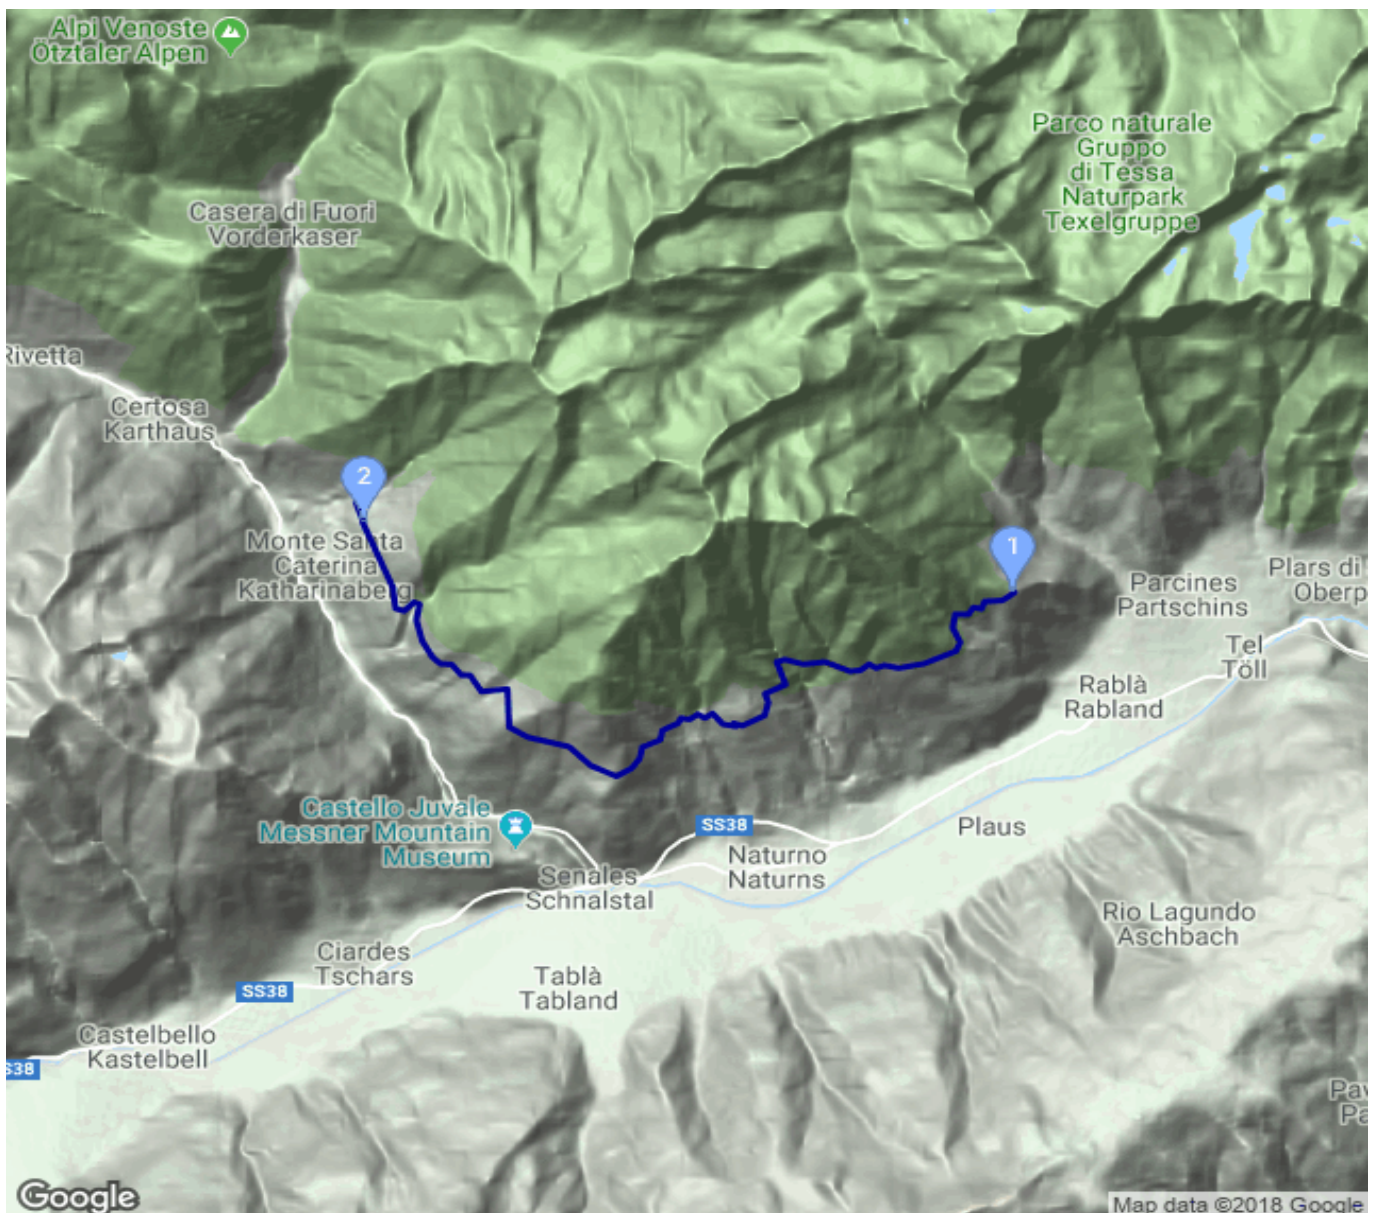 Alpi Venoste
Ötztaler Alpen
Parco naturale
Gruppo
di Tessa
Naturpark
Texelgruppe
Casera di Fuori
Vorderkaser
Rivetta
Certosa
Karthaus
2
Monte Santa
Caterina
Katharinaberg
1
Parcines
Partschins
Plars di
Oberp
Tel
Töll
Rablà
Rabland
Castello Juvale
Messner Mountain
Museum
SS38
Plaus
Naturno
Naturns
Senales
Schnalstal
Rio Lagundo
Aschbach
Ciardes
Tschars
SS38
Tablà
Tabland
Castelbello
Kastelbell
S38
Pav
Pa
Google
Map data ©2018 Google